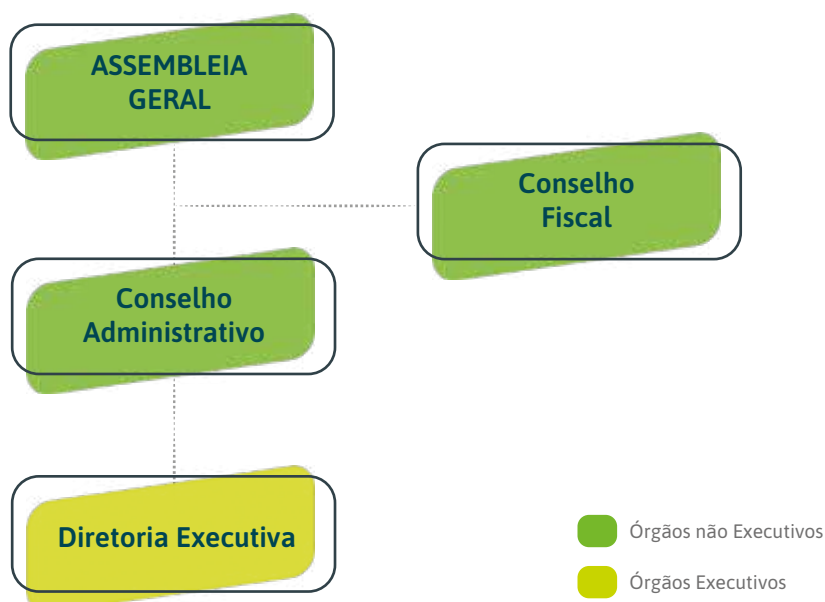 ASSEMBLEIA
GERAL
Conselho
Fiscal
Conselho
Administrativo
Diretoria Executiva
Órgãos não Executivos
Órgãos Executivos